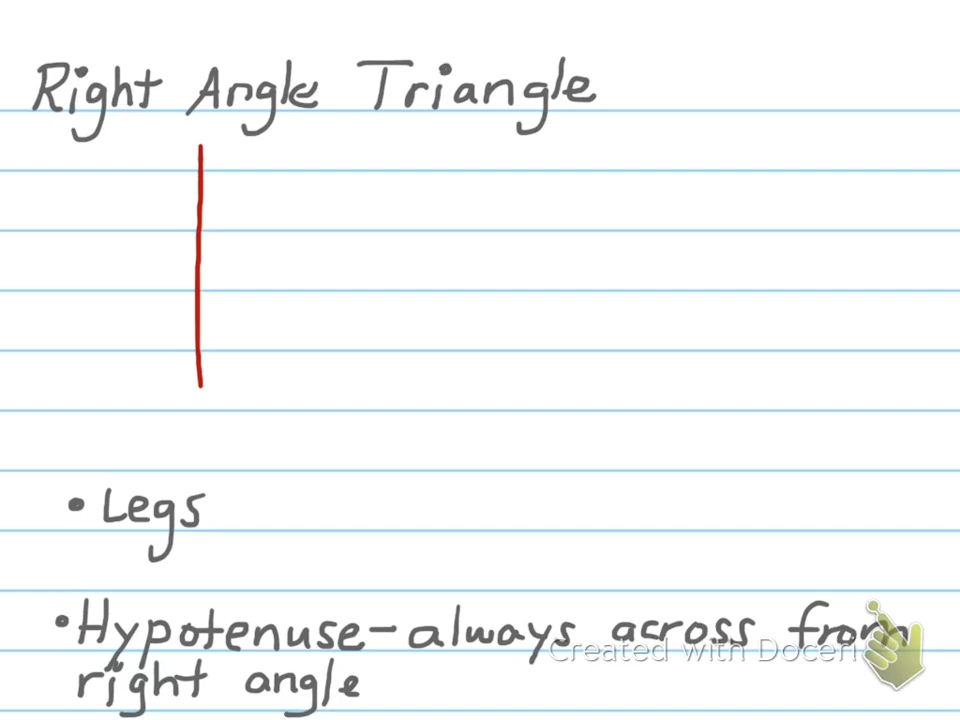 Right Angle Triangle
• Legs
• Hypotenuse - always across from
Created with Doceri
right angle